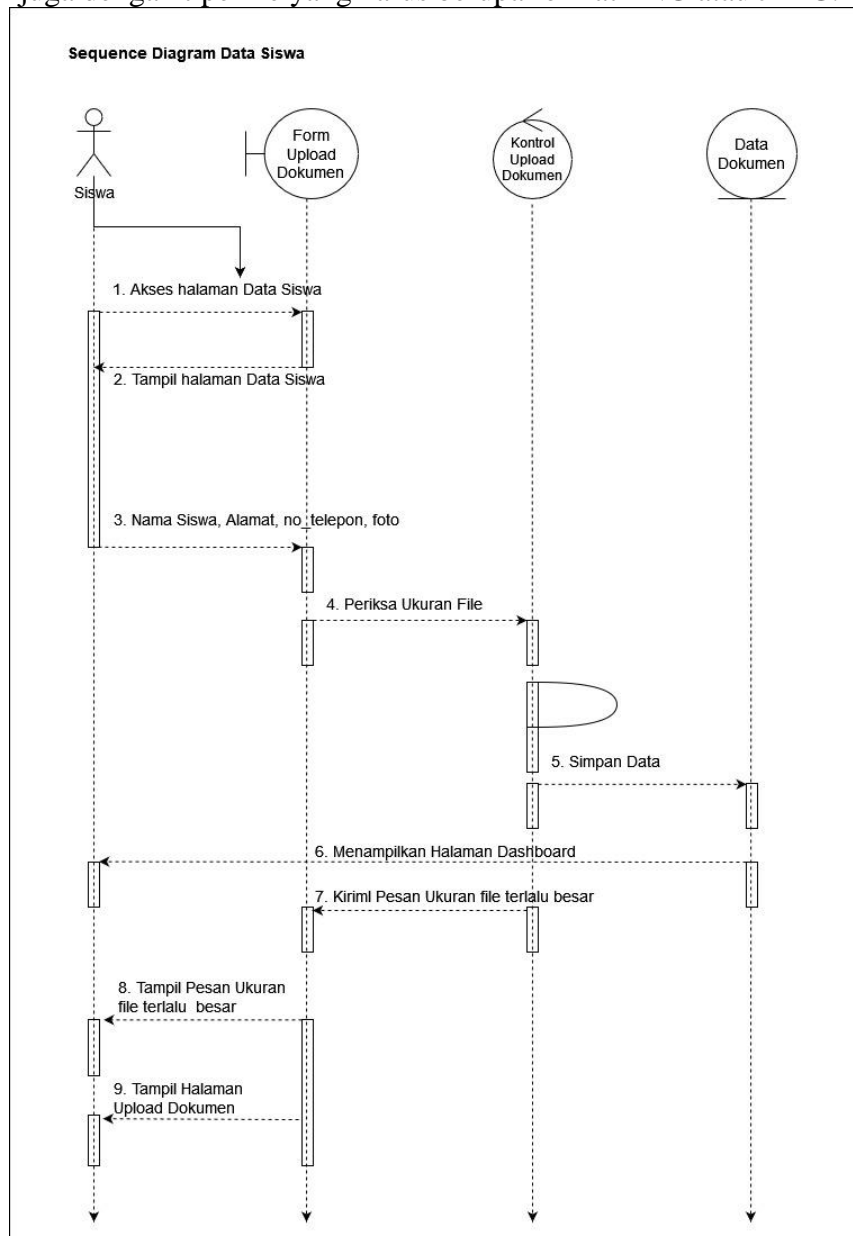 Sequence Diagram Data Siswa
Siswa
Form
Upload
Dokumen
Kontrol
Upload
Dokumen
Data
Dokumen
1. Akses halaman Data Siswa
2. Tampil halaman Data Siswa
3. Nama Siswa, Alamat, no_telepon, foto
4. Periksa Ukuran File
5. Simpan Data
6. Menampilkan Halaman Dashboard
7. Kiriml Pesan Ukuran file terlalu besar
8. Tampil Pesan Ukuran
file terlalu besar
9. Tampil Halaman
Upload Dokumen